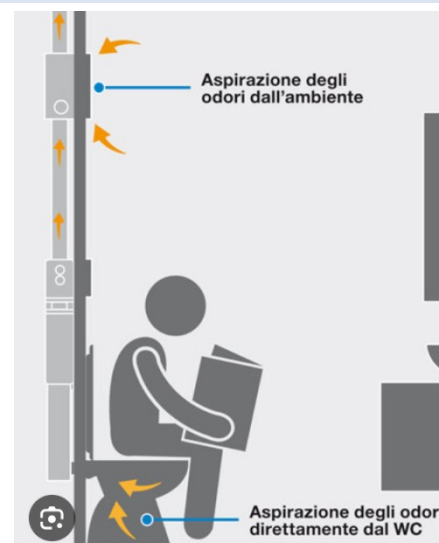 Aspirazione degli
odori dall'ambiente
Aspirazione degli odor
direttamente dal WC